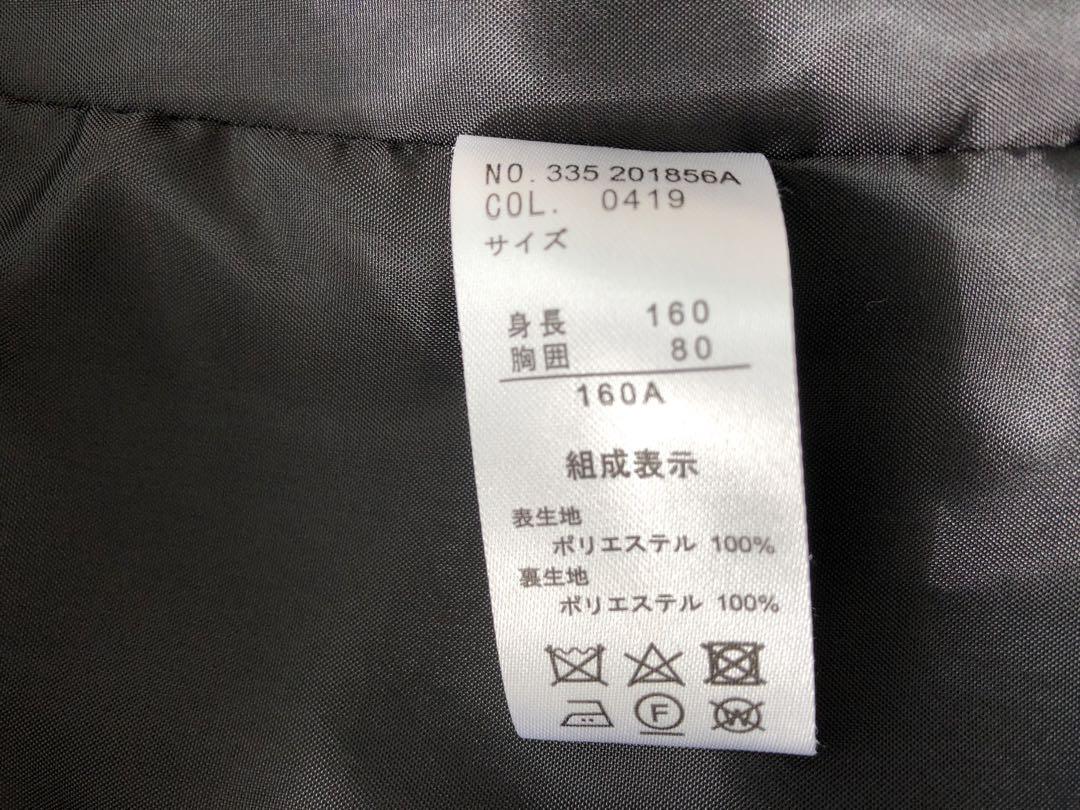 NO. 335 201856A
COL. 0419
サイズ
身長 160
胸囲 80
160A
組成表示
表生地
ポリエステル 100%
裏生地
ポリエステル 100%
F
W